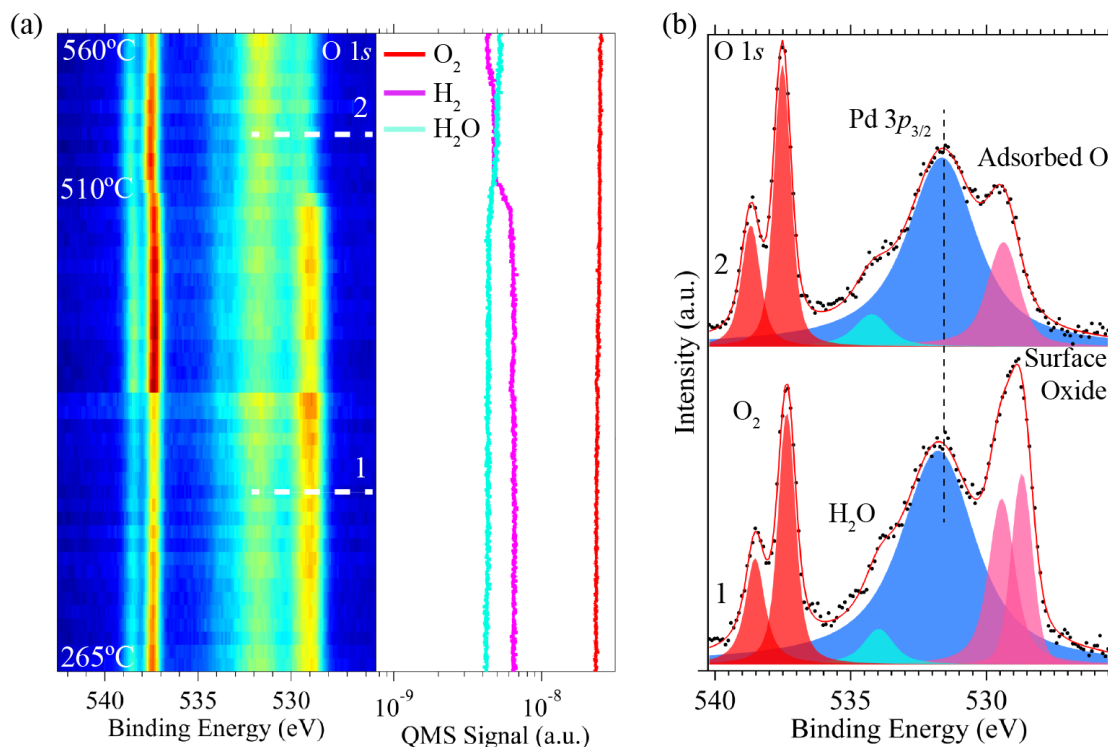 (a)
560ºC
O 1s
2
510ºC
1
265ºC
540
535
530
Binding Energy (eV)
O₂
H₂
H₂O
10⁻⁹
10⁻⁸
QMS Signal (a.u.)
(b)
O 1s
Pd 3p₃/₂
Adsorbed O
2
Surface
Oxide
O₂
H₂O
1
Intensity (a.u.)
540
535
530
Binding Energy (eV)